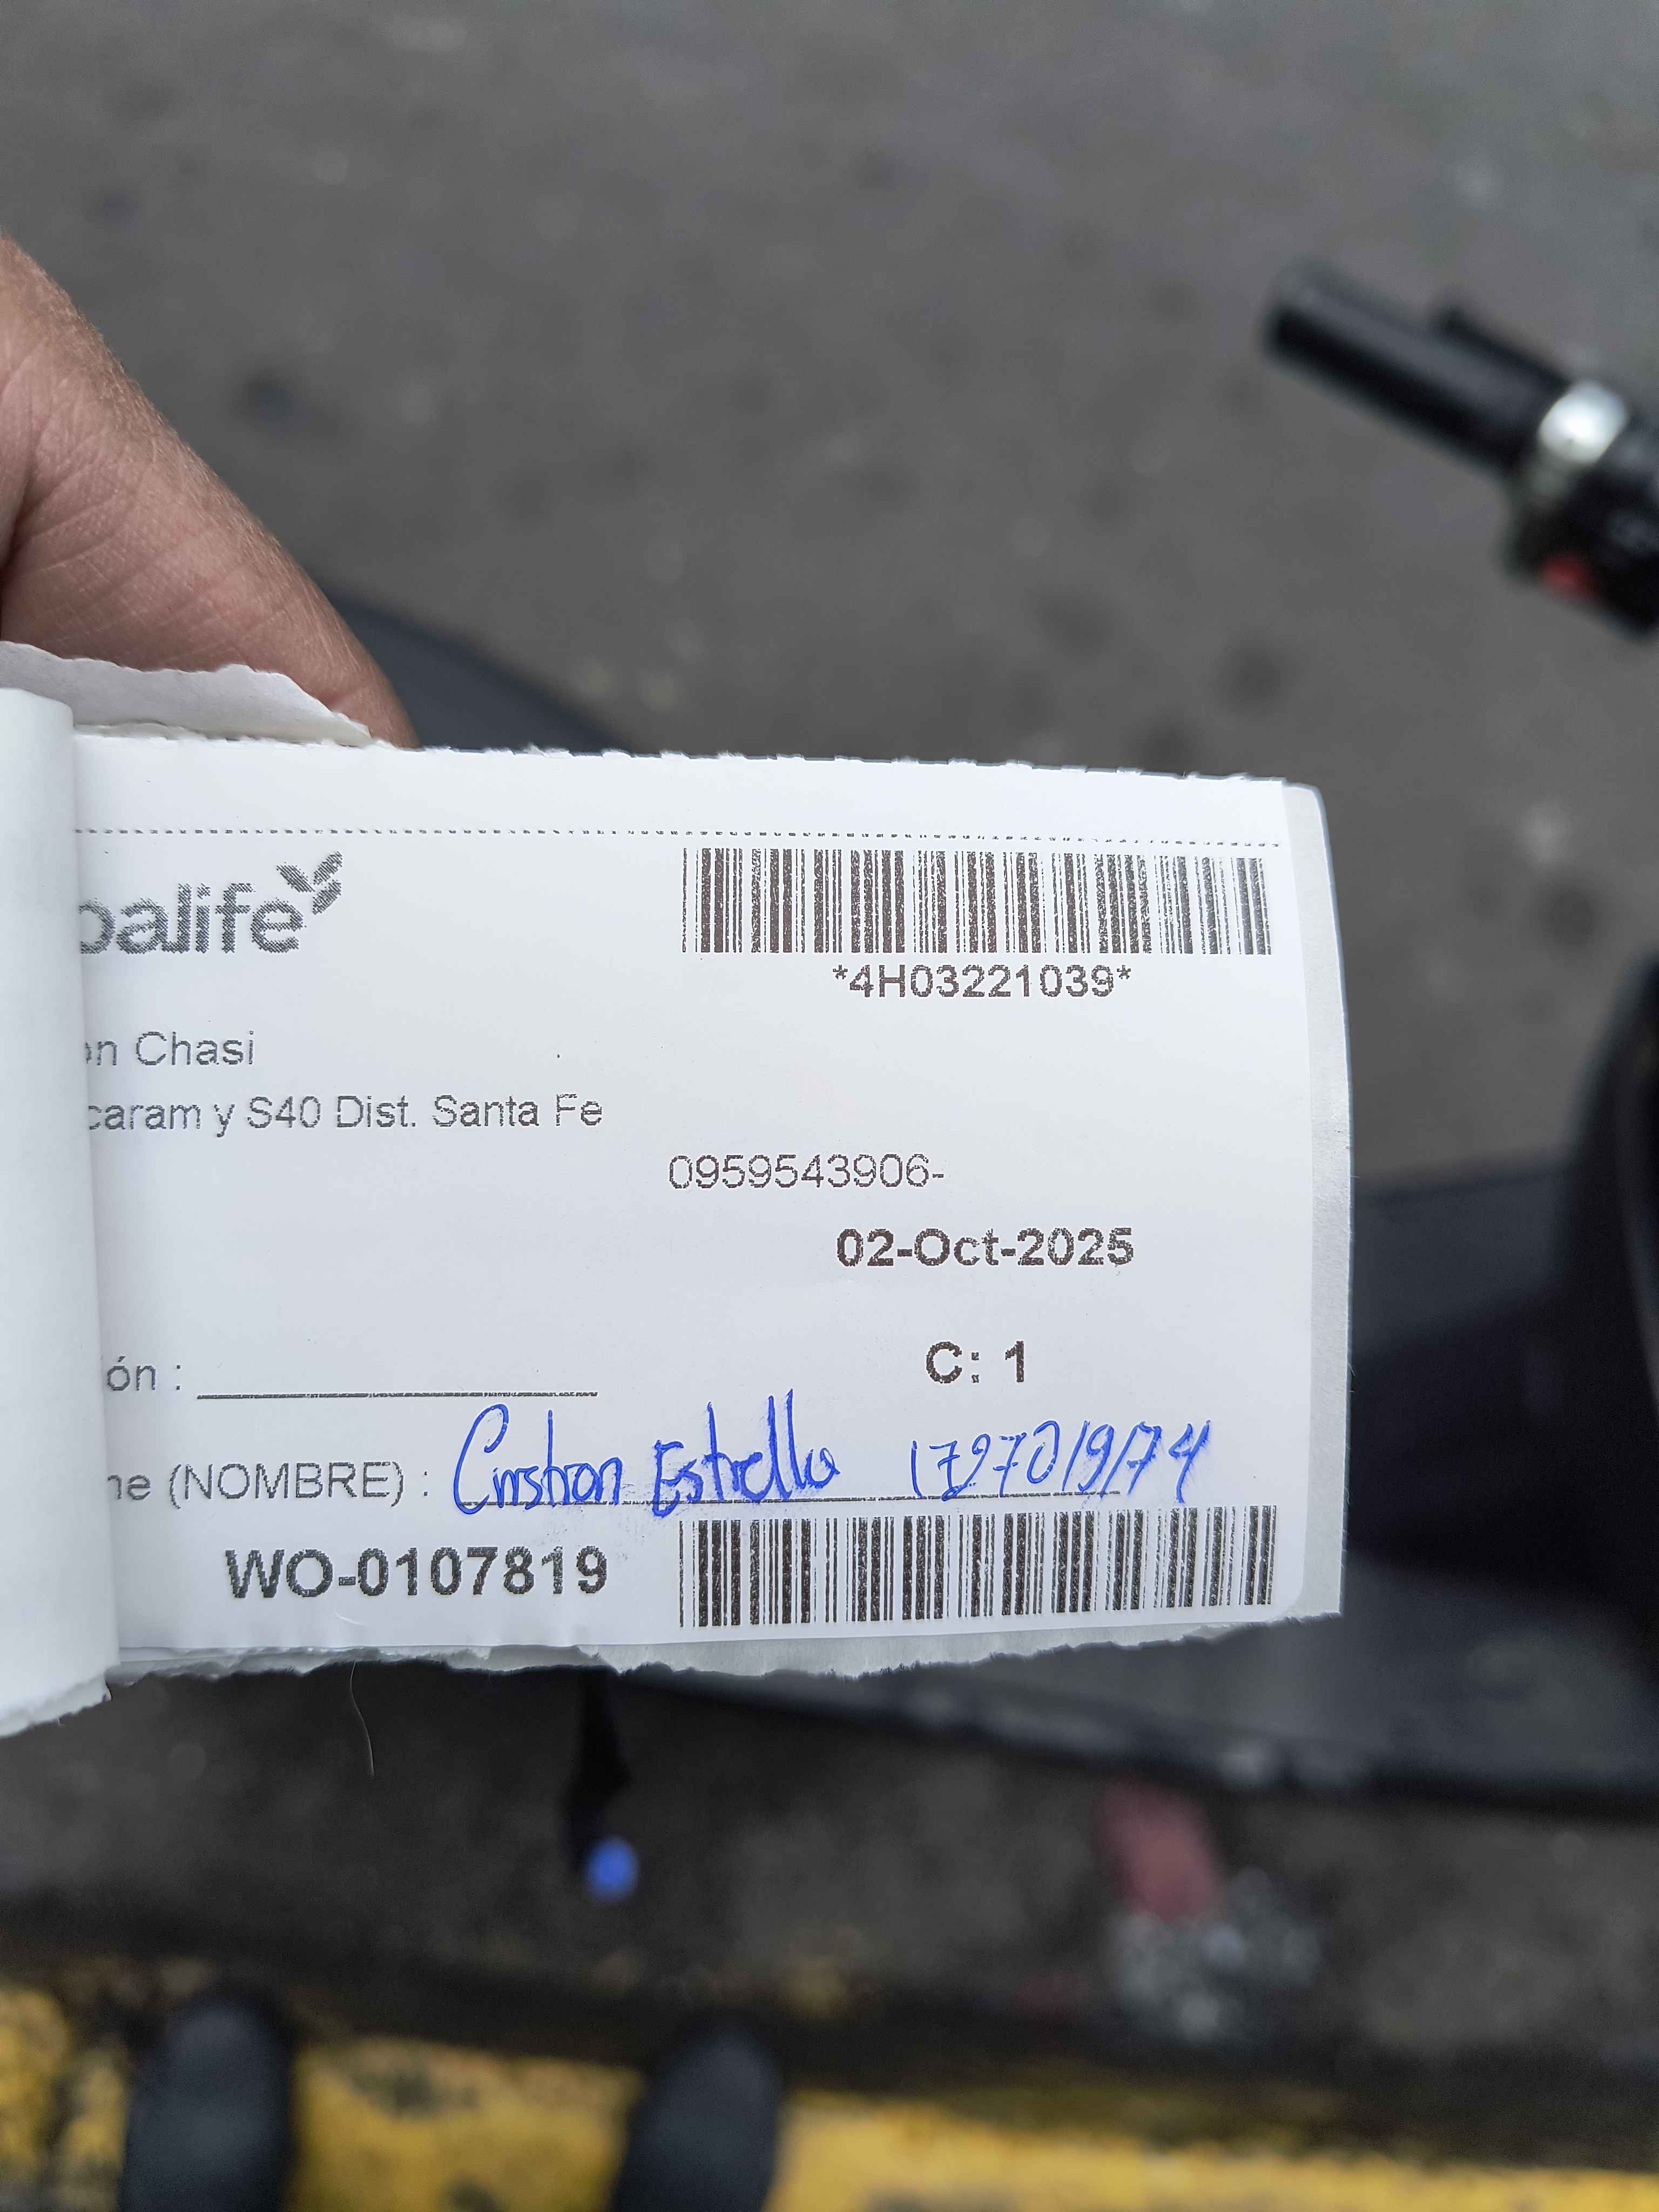 balife
*4H03221039*
on Chasi
caram y S40 Dist. Santa Fe
0959543906-
02-Oct-2025
ón :
C: 1
ne (NOMBRE) : Cristian Estrella 1727019174
WO-0107819